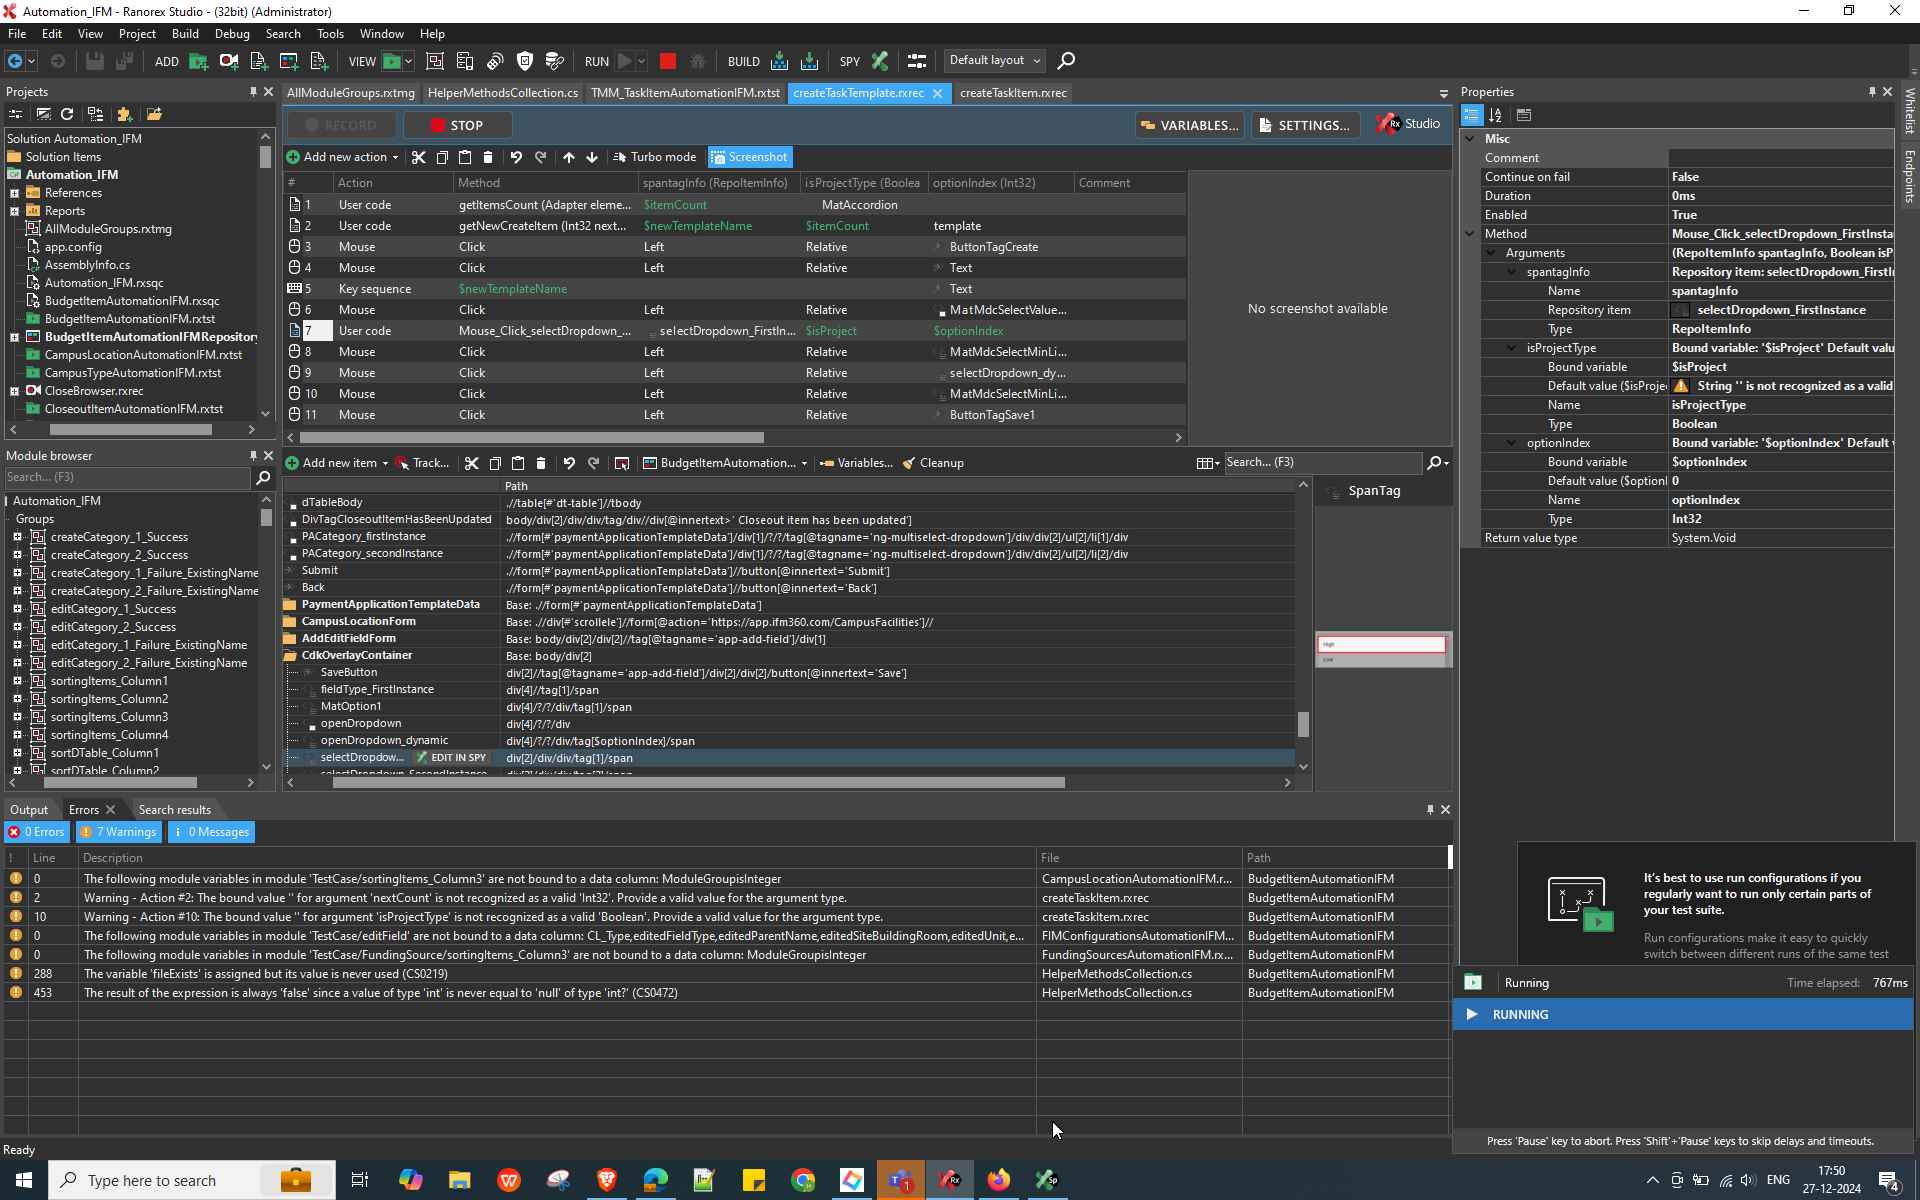 Automation_IFM - Ranorex Studio - (32bit) (Administrator)
File Edit View Project Build Debug Search Tools Window Help
ADD VIEW RUN BUILD SPY Default layout
Projects
Solution Automation_IFM
Solution Items
Automation_IFM
References
Reports
AllModuleGroups.rxtmg
app.config
AssemblyInfo.cs
Automation_IFM.rxsqc
BudgetItemAutomationIFM.rxsqc
BudgetItemAutomationIFM.rxtst
BudgetItemAutomationIFMRepository
CampusLocationAutomationIFM.rxtst
CampusTypeAutomationIFM.rxtst
CloseBrowser.rxrec
CloseoutItemAutomationIFM.rxtst
Module browser
Search... (F3)
Automation_IFM
Groups
createCategory_1_Success
createCategory_2_Success
createCategory_1_Failure_ExistingName
createCategory_2_Failure_ExistingName
editCategory_1_Success
editCategory_2_Success
editCategory_1_Failure_ExistingName
editCategory_2_Failure_ExistingName
sortingItems_Column1
sortingItems_Column2
sortingItems_Column3
sortingItems_Column4
sortDTable_Column1
sortDTable_Column2
AllModuleGroups.rxtmg HelperMethodsCollection.cs TMM_TaskItemAutomationIFM.rxtst createTaskTemplate.rxrec createTaskItem.rxrec
RECORD STOP VARIABLES... SETTINGS... Rx Studio
Add new action Turbo mode Screenshot
# Action Method spantagInfo (RepoItemInfo) isProjectType (Boolea optionIndex (Int32) Comment
1 User code getItemsCount (Adapter eleme... $itemCount MatAccordion
2 User code getNewCreateItem (Int32 next... $newTemplateName $itemCount template
3 Mouse Click Left Relative ButtonTagCreate
4 Mouse Click Left Relative Text
5 Key sequence $newTemplateName Text
6 Mouse Click Left Relative MatMdcSelectValue...
7 User code Mouse_Click_selectDropdown_... selectDropdown_FirstIn... $isProject $optionIndex
8 Mouse Click Left Relative MatMdcSelectMinLi...
9 Mouse Click Left Relative selectDropdown_dy...
10 Mouse Click Left Relative MatMdcSelectMinLi...
11 Mouse Click Left Relative ButtonTagSave1
No screenshot available
Add new item Track... BudgetItemAutomation... Variables... Cleanup Search... (F3)
Path
dTableBody .//table[#'dt-table']//tbody
DivTagCloseoutItemHasBeenUpdated body/div[2]/div/div/tag/div//div[@innertext>' Closeout item has been updated']
PACategory_firstInstance .//form[#'paymentApplicationTemplateData']/div[1]/?/?/tag[@tagname='ng-multiselect-dropdown']/div/div[2]/ul[2]/li[1]/div
PACategory_secondInstance .//form[#'paymentApplicationTemplateData']/div[1]/?/?/tag[@tagname='ng-multiselect-dropdown']/div/div[2]/ul[2]/li[2]/div
Submit .//form[#'paymentApplicationTemplateData']//button[@innertext='Submit']
Back .//form[#'paymentApplicationTemplateData']//button[@innertext='Back']
PaymentApplicationTemplateData Base: .//form[#'paymentApplicationTemplateData']
CampusLocationForm Base: .//div[#'scrollele']//form[@action='https://app.ifm360.com/CampusFacilities']//
AddEditFieldForm Base: body/div[2]/div[2]//tag[@tagname='app-add-field']/div[1]
CdkOverlayContainer Base: body/div[2]
SaveButton div[2]//tag[@tagname='app-add-field']/div[2]/div[2]/button[@innertext='Save']
fieldType_FirstInstance div[4]//tag[1]/span
MatOption1 div[4]/?/?/div/tag[1]/span
openDropdown div[4]/?/?/div
openDropdown_dynamic div[4]/?/?/div/tag[$optionIndex]/span
selectDropdow... EDIT IN SPY div[2]/div/div/tag[1]/span
selectDropdown_SecondInstance div[2]/div/div/tag[2]/span
SpanTag
High
Low
Output Errors Search results
0 Errors 7 Warnings 0 Messages
! Line Description File Path
0 The following module variables in module 'TestCase/sortingItems_Column3' are not bound to a data column: ModuleGroupisInteger CampusLocationAutomationIFM.r... BudgetItemAutomationIFM
2 Warning - Action #2: The bound value '' for argument 'nextCount' is not recognized as a valid 'Int32'. Provide a valid value for the argument type. createTaskItem.rxrec BudgetItemAutomationIFM
10 Warning - Action #10: The bound value '' for argument 'isProjectType' is not recognized as a valid 'Boolean'. Provide a valid value for the argument type. createTaskItem.rxrec BudgetItemAutomationIFM
0 The following module variables in module 'TestCase/editField' are not bound to a data column: CL_Type,editedFieldType,editedParentName,editedSiteBuildingRoom,editedUnit,e... FIMConfigurationsAutomationIFM... BudgetItemAutomationIFM
0 The following module variables in module 'TestCase/FundingSource/sortingItems_Column3' are not bound to a data column: ModuleGroupisInteger FundingSourcesAutomationIFM.rx... BudgetItemAutomationIFM
288 The variable 'fileExists' is assigned but its value is never used (CS0219) HelperMethodsCollection.cs BudgetItemAutomationIFM
453 The result of the expression is always 'false' since a value of type 'int' is never equal to 'null' of type 'int?' (CS0472) HelperMethodsCollection.cs BudgetItemAutomationIFM
Properties
Misc
Comment
Continue on fail False
Duration 0ms
Enabled True
Method Mouse_Click_selectDropdown_FirstInsta
Arguments (RepoItemInfo spantagInfo, Boolean isP
spantagInfo Repository item: selectDropdown_FirstI
Name spantagInfo
Repository item selectDropdown_FirstInstance
Type RepoItemInfo
isProjectType Bound variable: '$isProject' Default valu
Bound variable $isProject
Default value ($isProje String '' is not recognized as a valid
Name isProjectType
Type Boolean
optionIndex Bound variable: '$optionIndex' Default
Bound variable $optionIndex
Default value ($optionI 0
Name optionIndex
Type Int32
Return value type System.Void
Whitelist
Endpoints
It's best to use run configurations if you
regularly want to run only certain parts of
your test suite.
Run configurations make it easy to quickly
switch between different runs of the same test
Running Time elapsed: 767ms
RUNNING
Press 'Pause' key to abort. Press 'Shift'+'Pause' keys to skip delays and timeouts.
Ready
Type here to search
ENG
17:50
27-12-2024
4